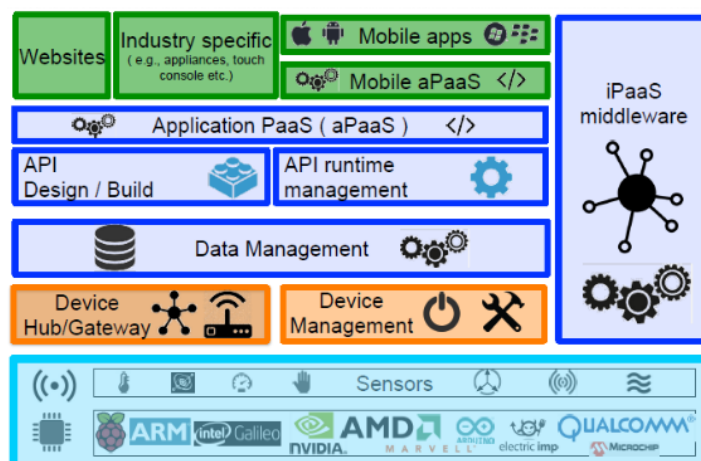 Websites
Industry specific
( e.g., appliances, touch
console etc.)
Mobile apps
Mobile aPaaS </>
iPaaS
middleware
Application PaaS ( aPaaS ) </>
API
Design / Build
API runtime
management
Data Management
Device
Hub/Gateway
Device
Management
Sensors
ARM
intel Galileo
NVIDIA.
AMD
MARVELL
ARDUINO
electric imp
QUALCOMM®
MICROCHIP